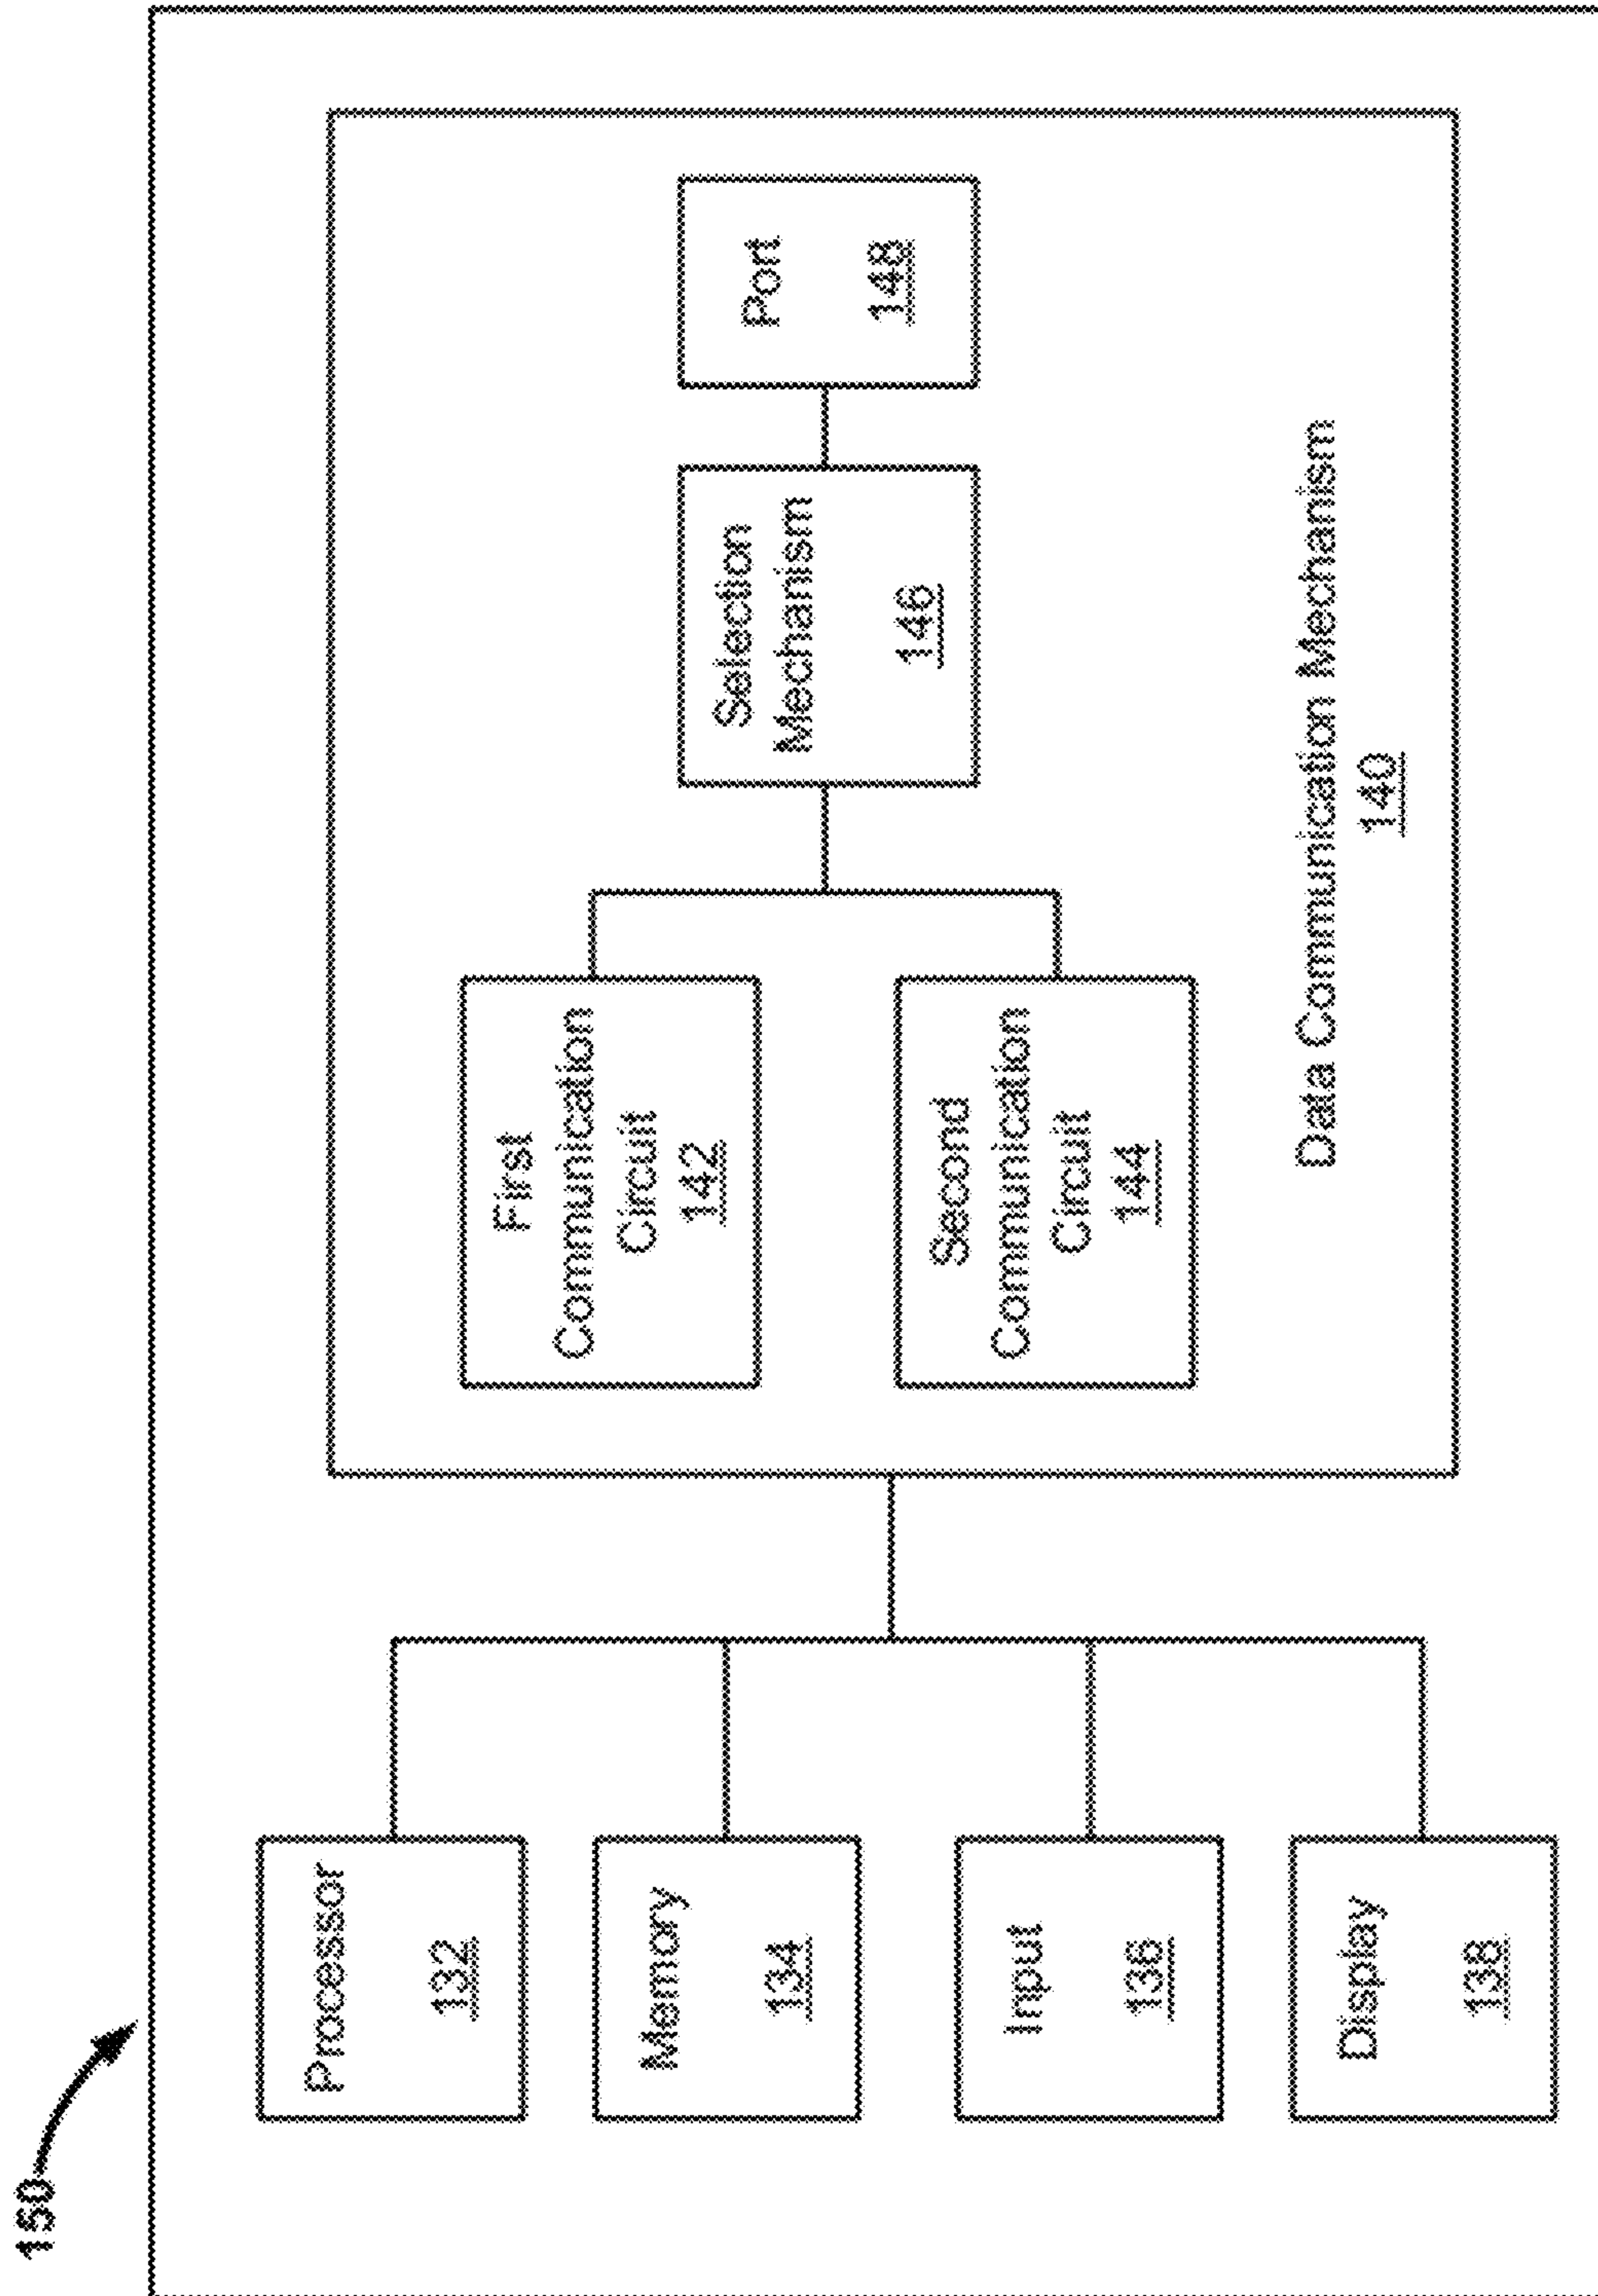 150
Processor
132
Memory
134
Input
136
Display
138
First
Communication
Circuit
142
Second
Communication
Circuit
144
Selection
Mechanism
146
Port
148
Data Communication Mechanism
140